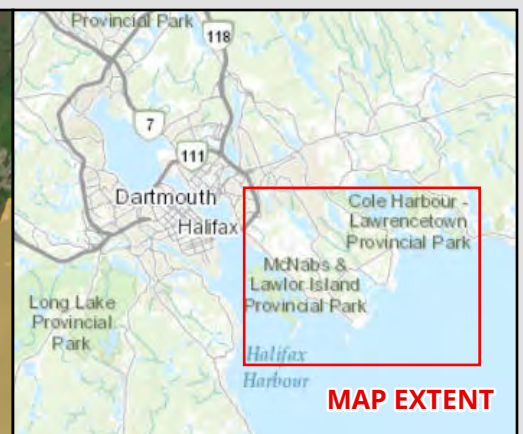 Provincial Park
118
7
111
Dartmouth
Halifax
Cole Harbour -
Lawrencetown
Provincial Park
McNabs &
Lawlor Island
Provincial Park
Long Lake
Provincial
Park
Halifax
Harbour
MAP EXTENT